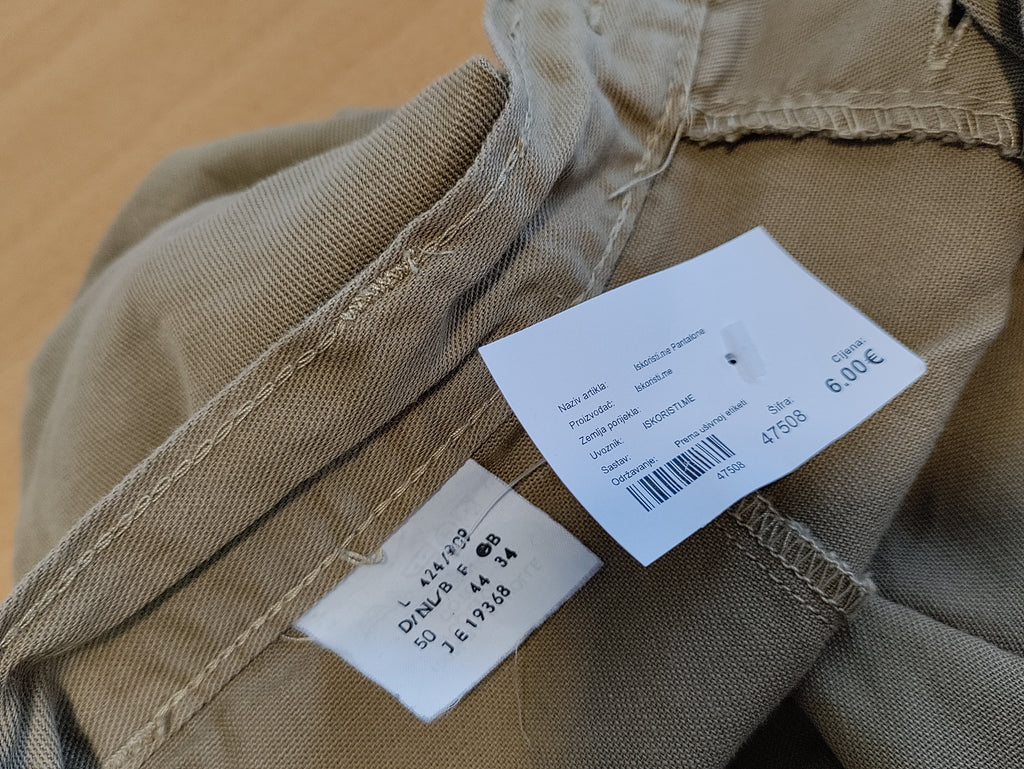 Naziv artikla: Iskoristi.me Pantalone
Proizvođač: Iskoristi.me
Zemlja porijekla:
Uvoznik: ISKORISTI.ME
Sastav:
Održavanje: Prema ušivnoj etiketi
47508
Šifra:
47508
Cijena:
6.00€
L 424/
D/NL/B F GB
50 44 34
JE19368